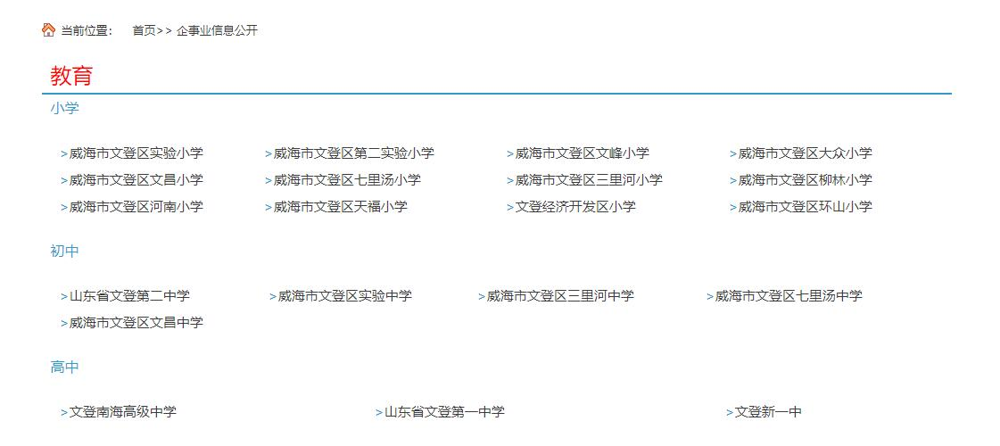 当前位置: 首页>> 企事业信息公开
教育
小学
>威海市文登区实验小学 >威海市文登区第二实验小学 >威海市文登区文峰小学 >威海市文登区大众小学
>威海市文登区文昌小学 >威海市文登区七里汤小学 >威海市文登区三里河小学 >威海市文登区柳林小学
>威海市文登区河南小学 >威海市文登区天福小学 >文登经济开发区小学 >威海市文登区环山小学
初中
>山东省文登第二中学 >威海市文登区实验中学 >威海市文登区三里河中学 >威海市文登区七里汤中学
>威海市文登区文昌中学
高中
>文登南海高级中学 >山东省文登第一中学 >文登新一中